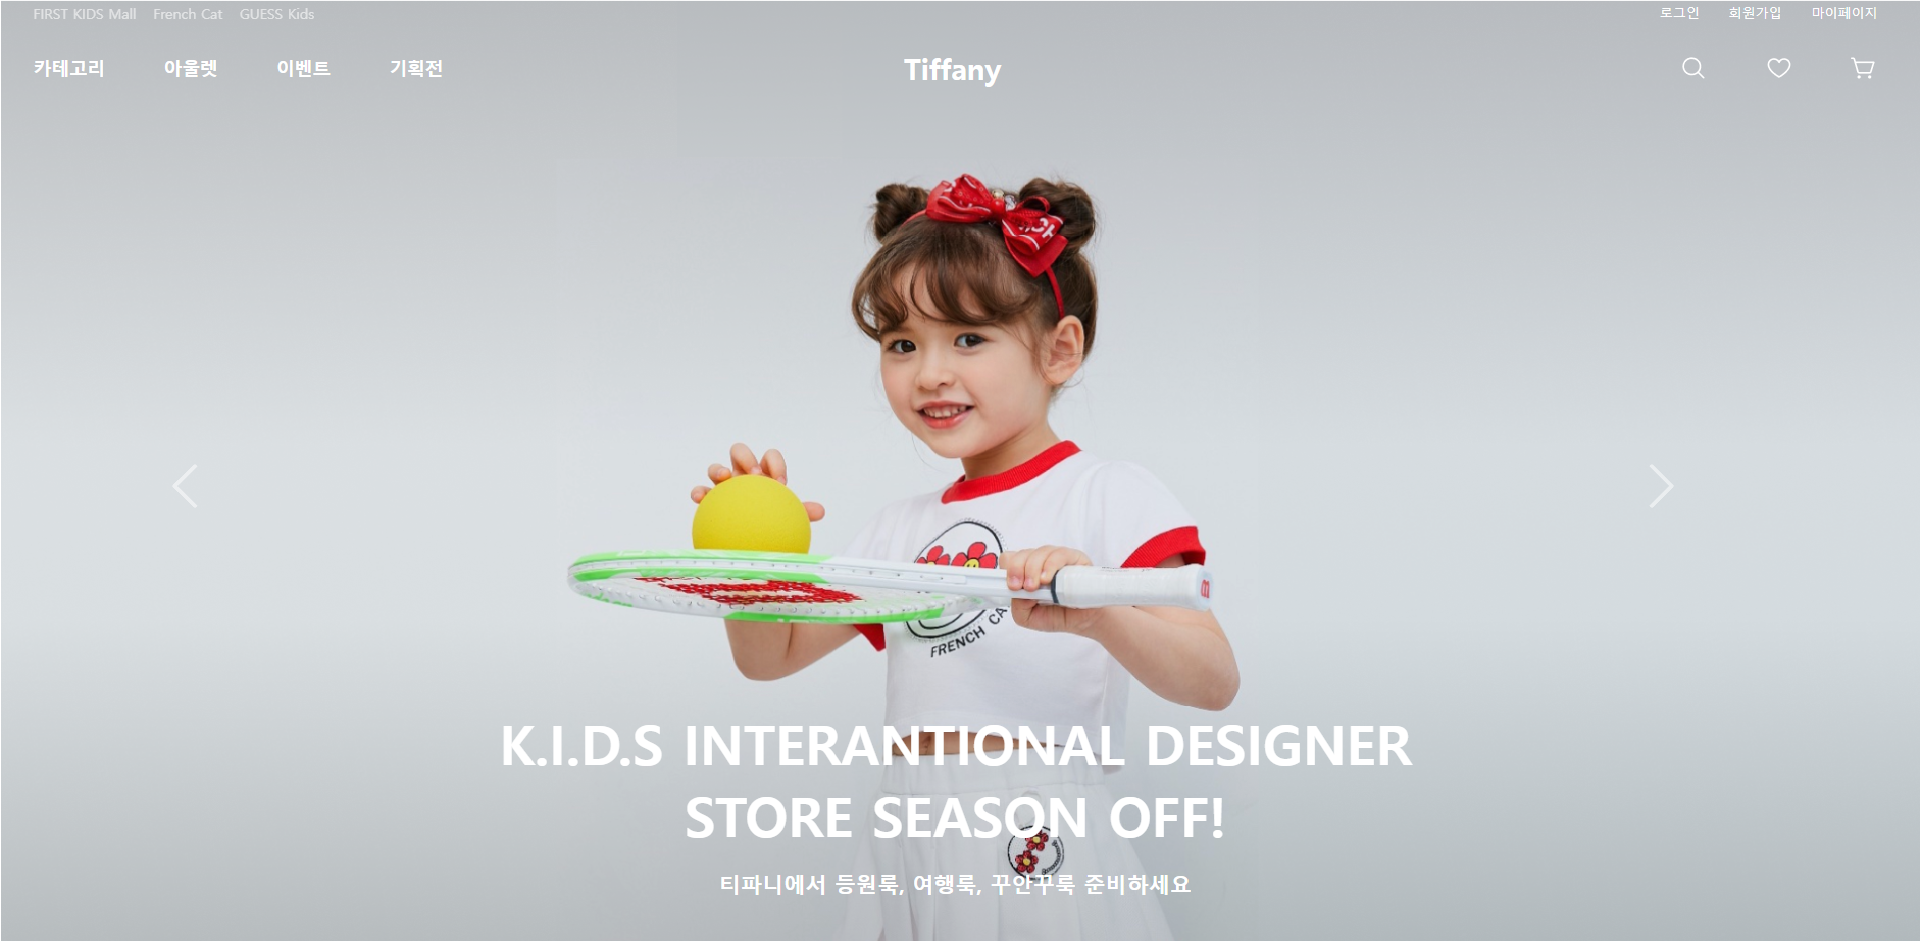 FIRST KIDS Mall French Cat GUESS Kids
로그인 회원가입 마이페이지
카테고리 아울렛 이벤트 기획전
Tiffany
FRENCH CA
K.I.D.S INTERANTIONAL DESIGNER
STORE SEASON OFF!
티파니에서 등원룩, 여행룩, 꾸안꾸룩 준비하세요